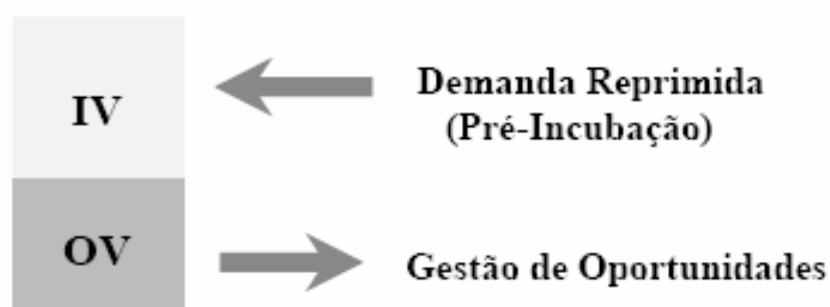 IV
Demanda Reprimida
(Pré-Incubação)
OV
Gestão de Oportunidades